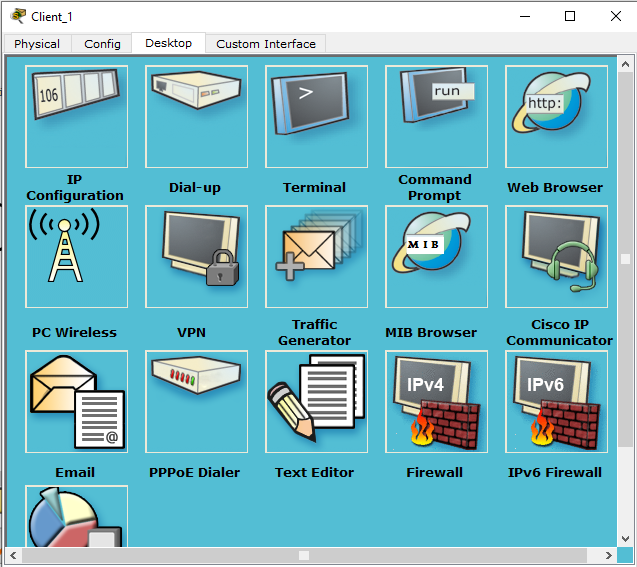 Client_1
Physical Config Desktop Custom Interface
106
>
run
http:
IP
Configuration
Dial-up
Terminal
Command
Prompt
Web Browser
MIB
PC Wireless
VPN
Traffic
Generator
MIB Browser
Cisco IP
Communicator
@
IPv4
IPv6
Email
PPPoE Dialer
Text Editor
Firewall
IPv6 Firewall